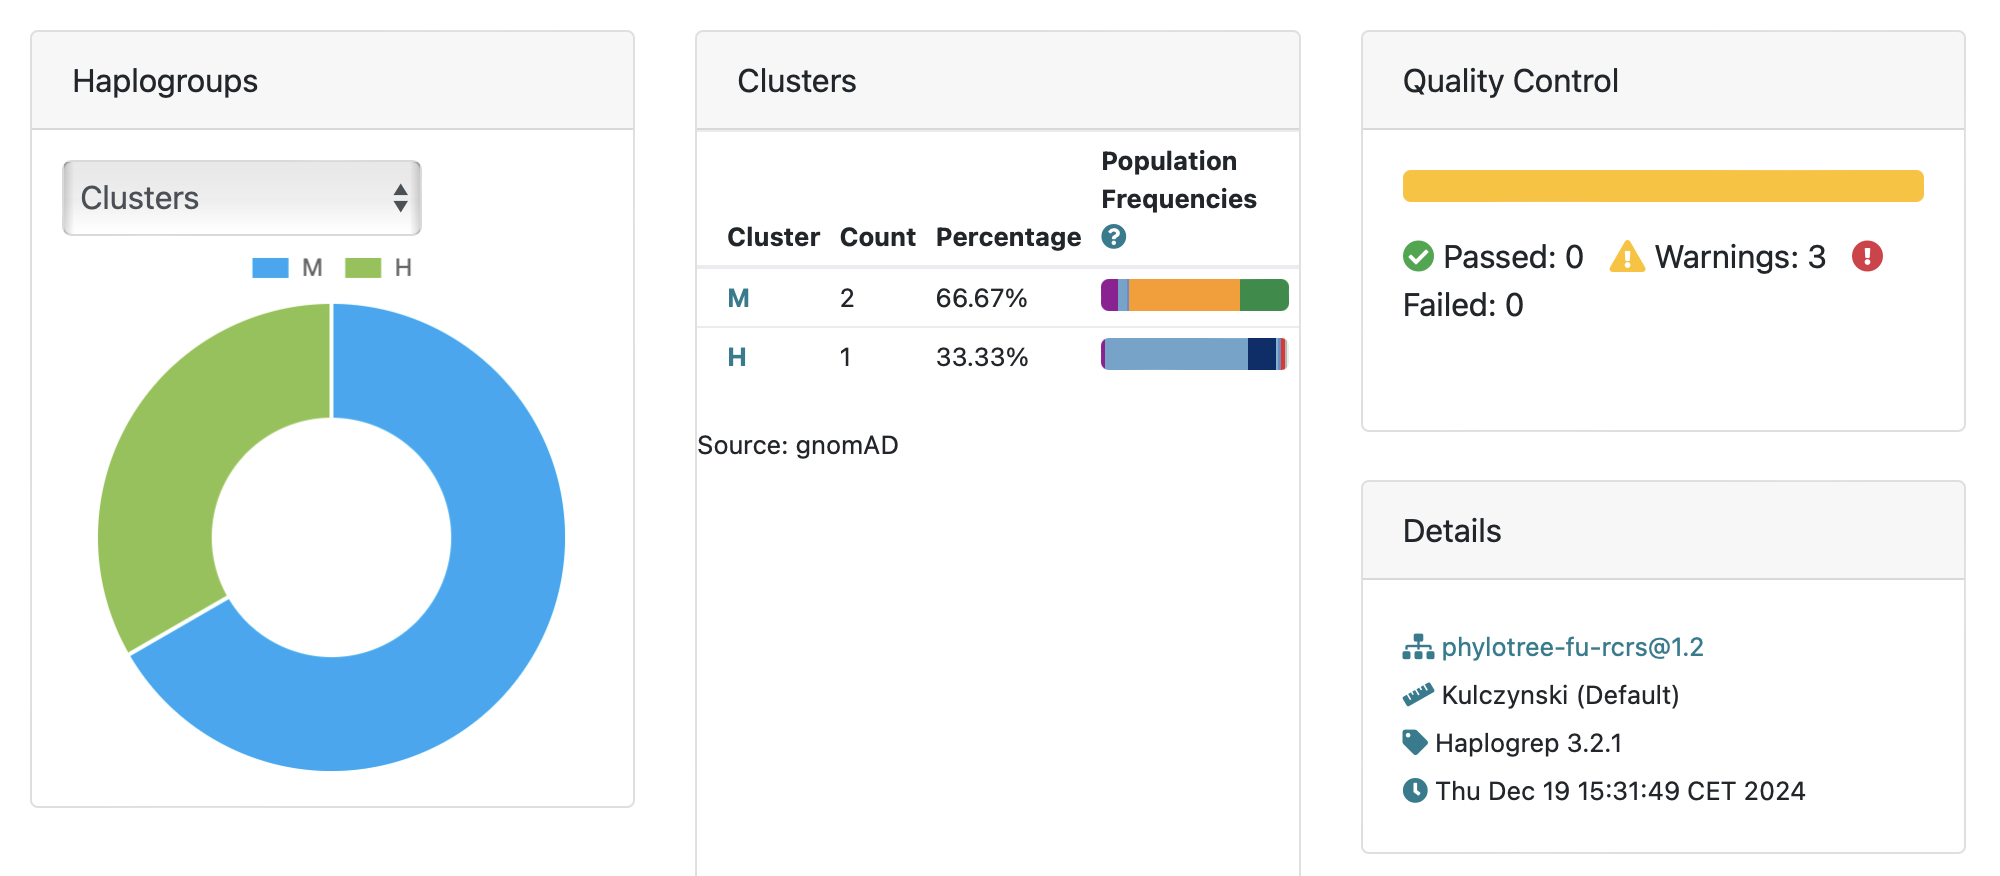 Haplogroups
Clusters
M H
Clusters
Population
Frequencies
Cluster Count Percentage ?
M 2 66.67%
H 1 33.33%
Source: gnomAD
Quality Control
Passed: 0 Warnings: 3
Failed: 0
Details
phylotree-fu-rcrs@1.2
Kulczynski (Default)
Haplogrep 3.2.1
Thu Dec 19 15:31:49 CET 2024